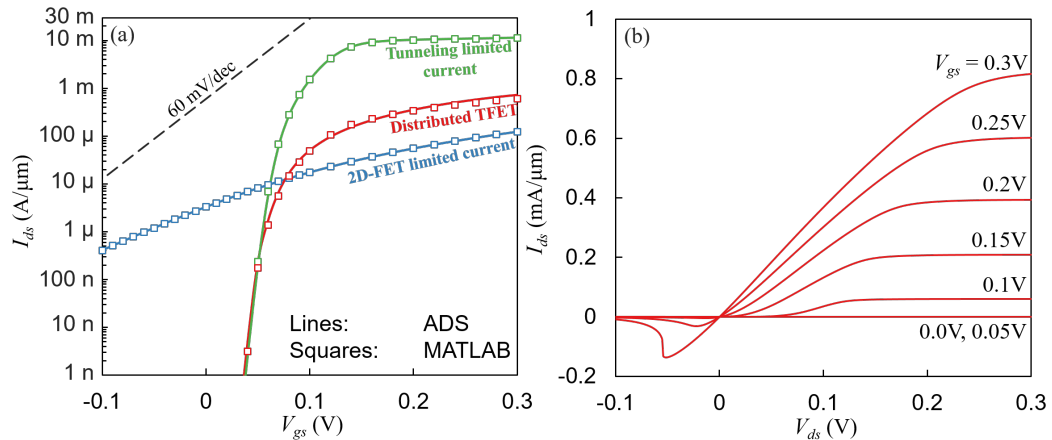 30 m
10 m
1 m
100 μ
10 μ
1 μ
100 n
10 n
1 n
I_ds (A/μm)
(a)
60 mV/dec
Tunneling limited
current
Distributed TFET
2D-FET limited current
Lines: ADS
Squares: MATLAB
-0.1 0 0.1 0.2 0.3
V_gs (V)
1
0.8
0.6
0.4
0.2
0
-0.2
I_ds (mA/μm)
(b)
V_gs = 0.3V
0.25V
0.2V
0.15V
0.1V
0.0V, 0.05V
-0.1 0 0.1 0.2 0.3
V_ds (V)